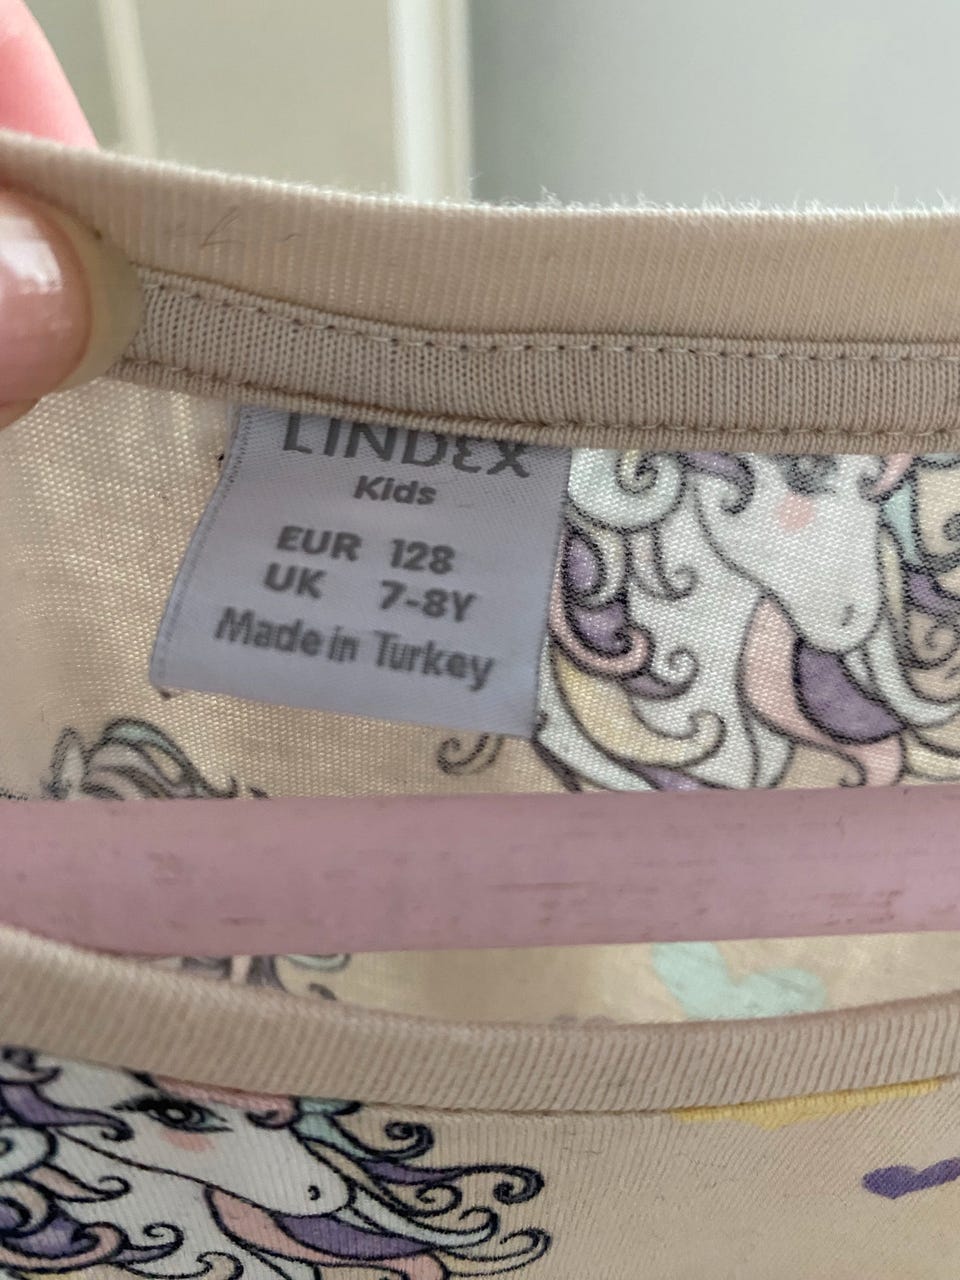 LINDEX
Kids
EUR 128
UK 7-8Y
Made in Turkey